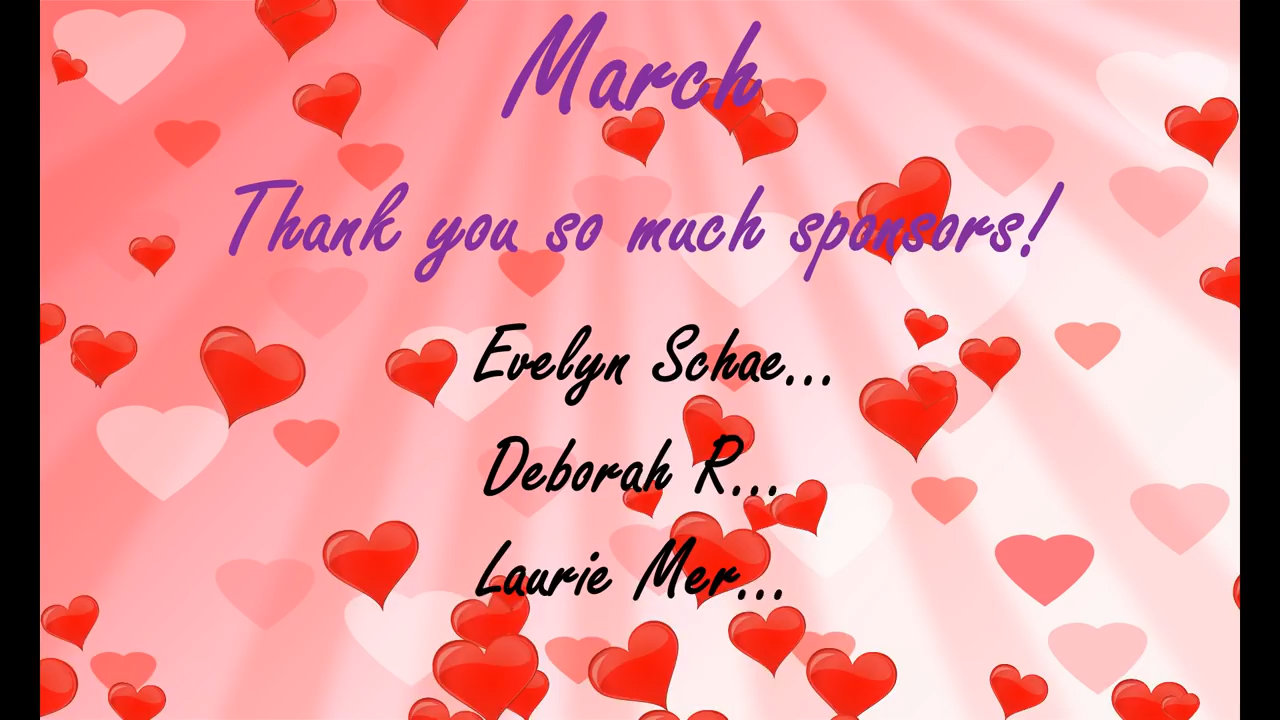 March
Thank you so much sponsors!
Evelyn Schae...
Deborah R...
Laurie Mer...